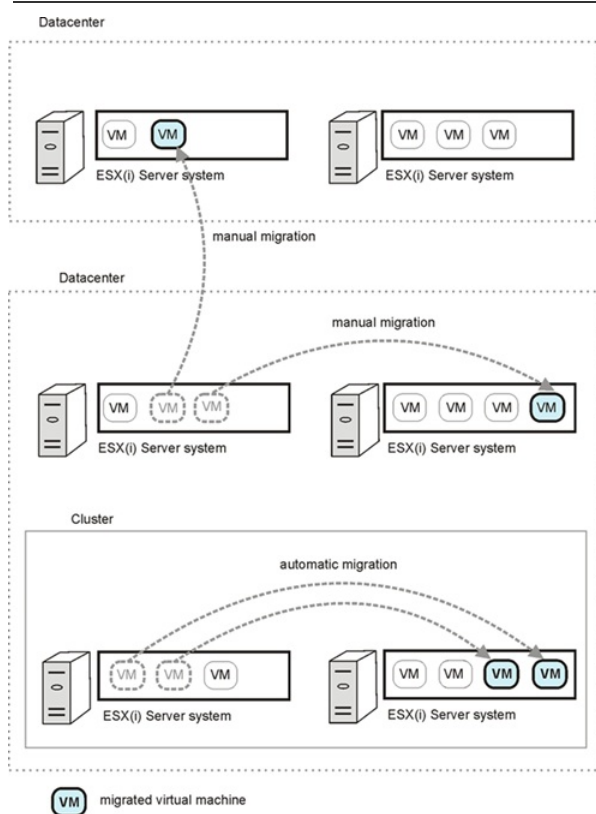 Datacenter
VM VM
VM VM VM
ESX(i) Server system
ESX(i) Server system
manual migration
Datacenter
manual migration
VM VM VM
VM VM VM VM
ESX(i) Server system
ESX(i) Server system
Cluster
automatic migration
VM VM VM
VM VM VM VM
ESX(i) Server system
ESX(i) Server system
VM migrated virtual machine